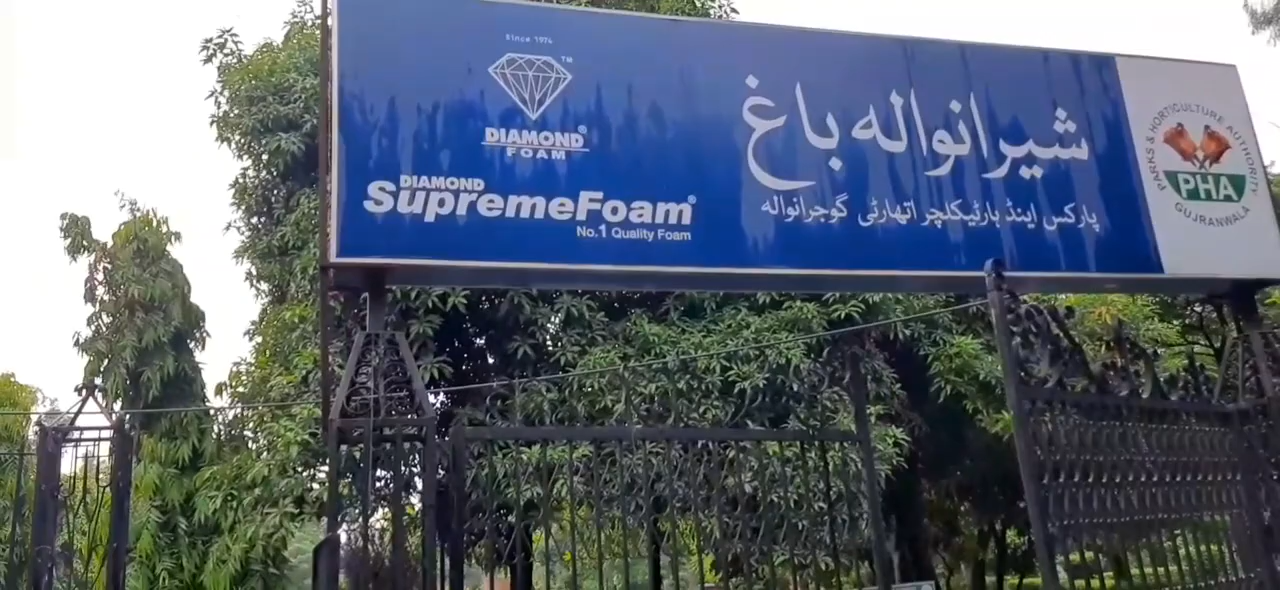 Since 1974
DIAMOND®
FOAM
DIAMOND
SupremeFoam®
No.1 Quality Foam
شیرانوالہ باغ
پارکس اینڈ ہارٹیکلچر اتھارٹی گوجرانوالہ
PARKS & HORTICULTURE AUTHORITY
PHA
GUJRANWALA